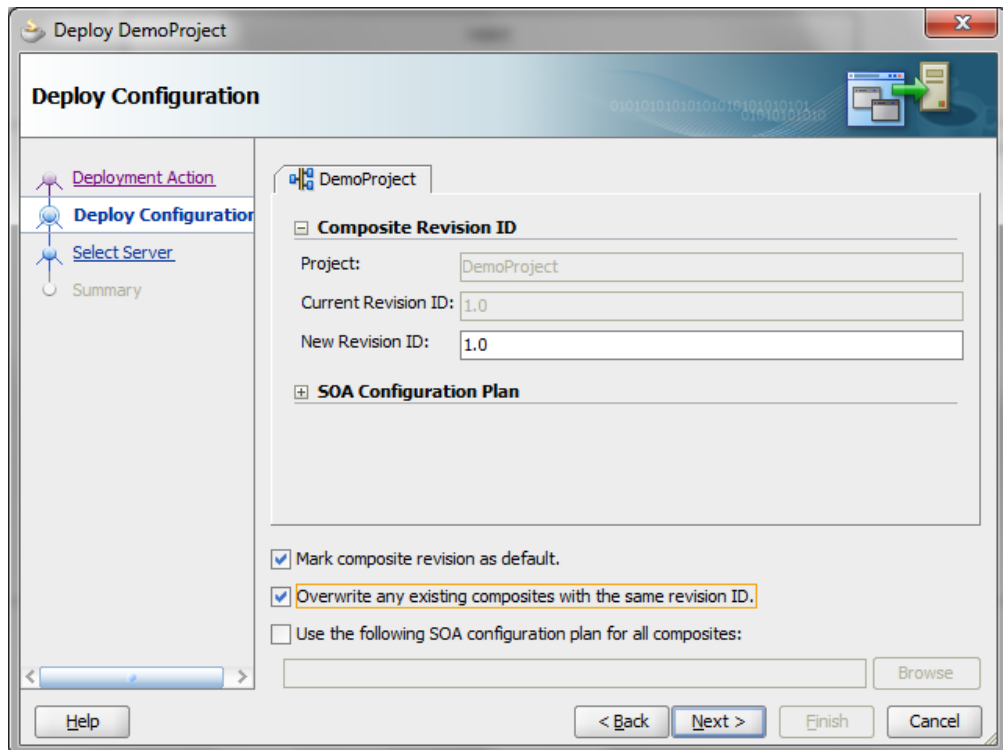 Deploy DemoProject
Deploy Configuration
010101010101010101010101
01010101010
Deployment Action
Deploy Configuration
Select Server
Summary
DemoProject
Composite Revision ID
Project: DemoProject
Current Revision ID: 1.0
New Revision ID: 1.0
SOA Configuration Plan
Mark composite revision as default.
Overwrite any existing composites with the same revision ID.
Use the following SOA configuration plan for all composites:
Browse
Help
< Back
Next >
Finish
Cancel